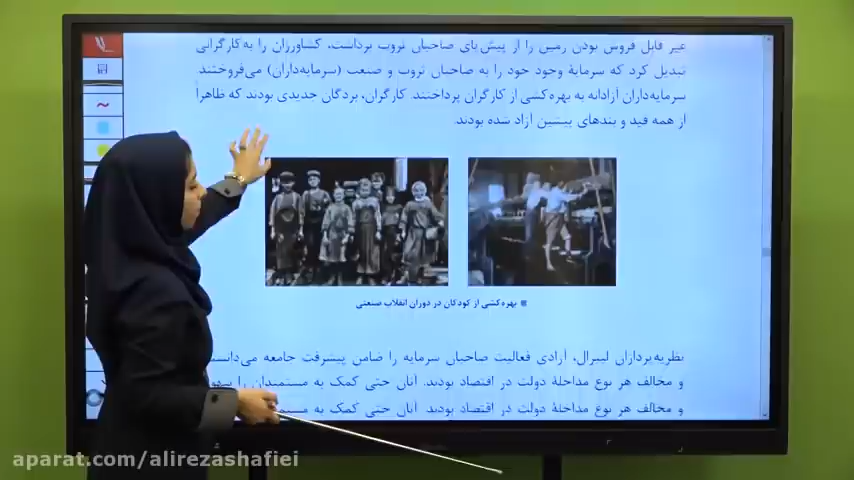 غیر قابل فروش بودن زمین را از پیش پای صاحبان ثروت برداشت، کشاورزان را به کارگرانی
تبدیل کرد که سرمایۀ وجود خود را به صاحبان ثروت و صنعت (سرمایه‌داران) می‌فروختند
سرمایه‌داران آزادانه به بهره‌کشی از کارگران پرداختند. کارگران، بردگان جدیدی بودند که ظاهراً
از همه قید و بندهای پیشین آزاد شده بودند.
بهره‌کشی از کودکان در دوران انقلاب صنعتی
نظریه‌پردازان لیبرال، آزادی فعالیت صاحبان سرمایه را ضامن پیشرفت جامعه می‌دانست
و مخالف هر نوع مداخلۀ دولت در اقتصاد بودند. آنان حتی کمک به مستمندان را
و مخالف هر نوع مداخلۀ دولت در اقتصاد بودند. آنان حتی کمک به
aparat.com/alirezashafiei